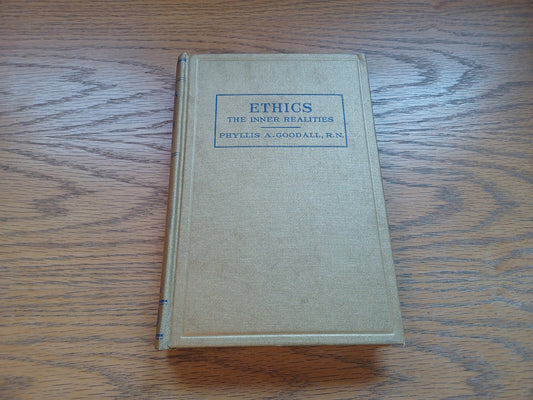 ETHICS
THE INNER REALITIES
PHYLLIS A. GOODALL, R.N.